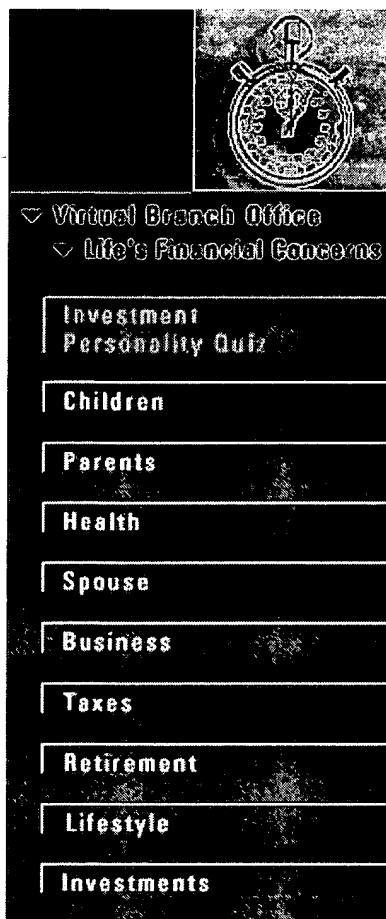 Virtual Branch Office
Life's Financial Concerns
Investment
Personality Quiz
Children
Parents
Health
Spouse
Business
Taxes
Retirement
Lifestyle
Investments